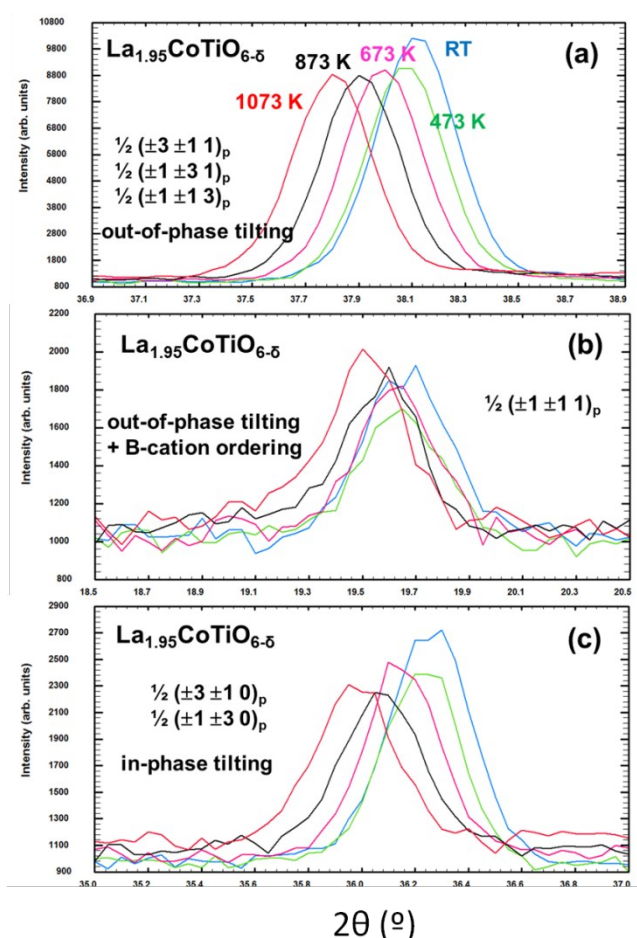 10800
9800
8800
7800
6800
5800
4800
3800
2800
1800
800
Intensity (arb. units)
La1.95CoTiO6-δ
(a)
873 K
673 K
RT
1073 K
473 K
½ (±3 ±1 1)p
½ (±1 ±3 1)p
½ (±1 ±1 3)p
out-of-phase tilting
36.9 37.1 37.3 37.5 37.7 37.9 38.1 38.3 38.5 38.7 38.9
2200
2000
1800
1600
1400
1200
1000
800
Intensity (arb. units)
La1.95CoTiO6-δ
(b)
out-of-phase tilting
+ B-cation ordering
½ (±1 ±1 1)p
18.5 18.7 18.9 19.1 19.3 19.5 19.7 19.9 20.1 20.3 20.5
2900
2700
2500
2300
2100
1900
1700
1500
1300
1100
900
Intensity (arb. units)
La1.95CoTiO6-δ
(c)
½ (±3 ±1 0)p
½ (±1 ±3 0)p
in-phase tilting
35.0 35.2 35.4 35.6 35.8 36.0 36.2 36.4 36.6 36.8 37.0
2θ (º)